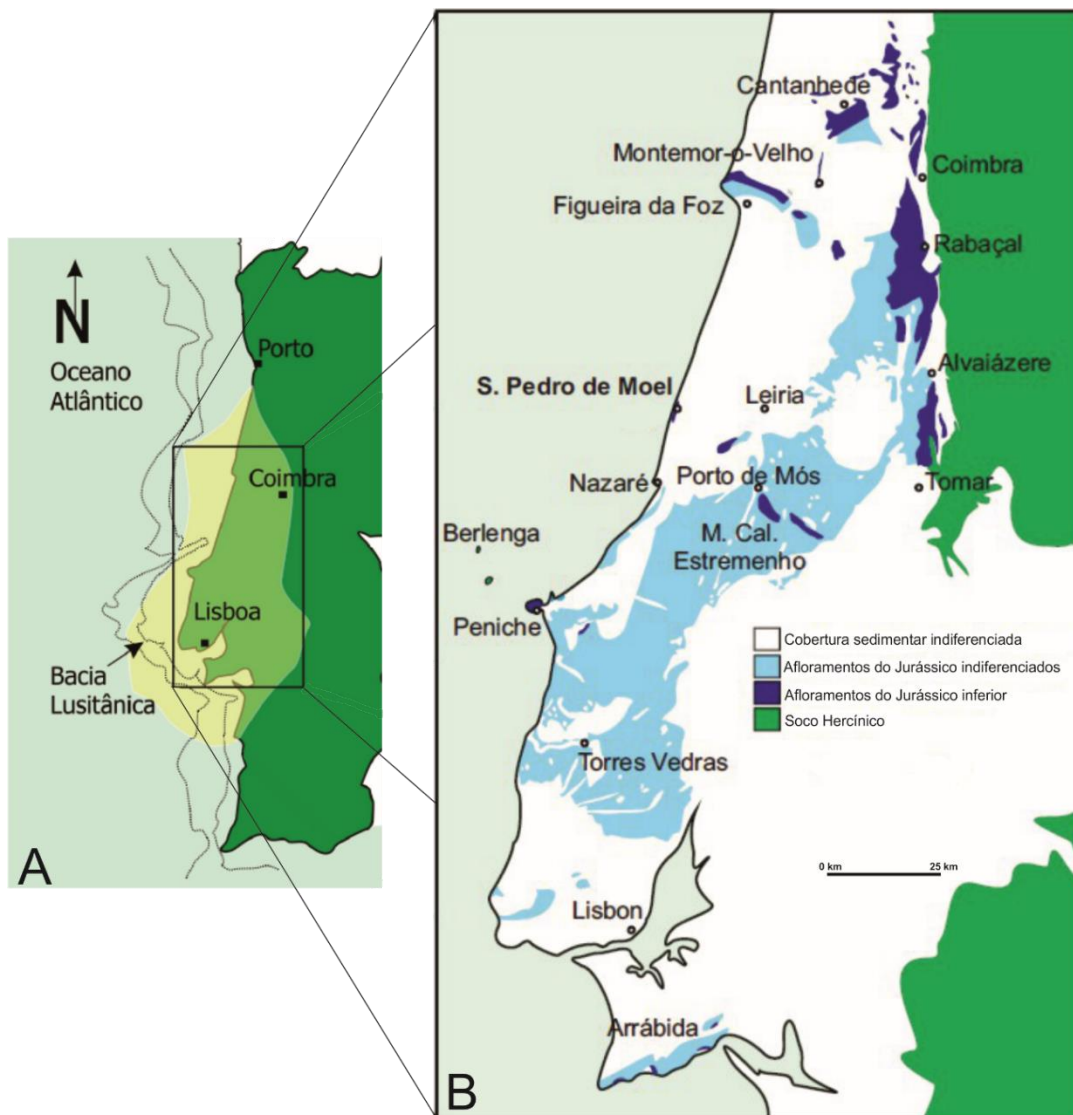 N
Oceano
Atlântico
Porto
Coimbra
Lisboa
Bacia
Lusitânica
A
Cantanhede
Montemor-o-Velho
Coimbra
Figueira da Foz
Rabaçal
Alvaiázere
S. Pedro de Moel
Leiria
Nazaré
Porto de Mós
Tomar
M. Cal.
Estremenho
Berlenga
Peniche
Cobertura sedimentar indiferenciada
Afloramentos do Jurássico indiferenciados
Afloramentos do Jurássico inferior
Soco Hercínico
Torres Vedras
0 km 25 km
Lisbon
Arrábida
B